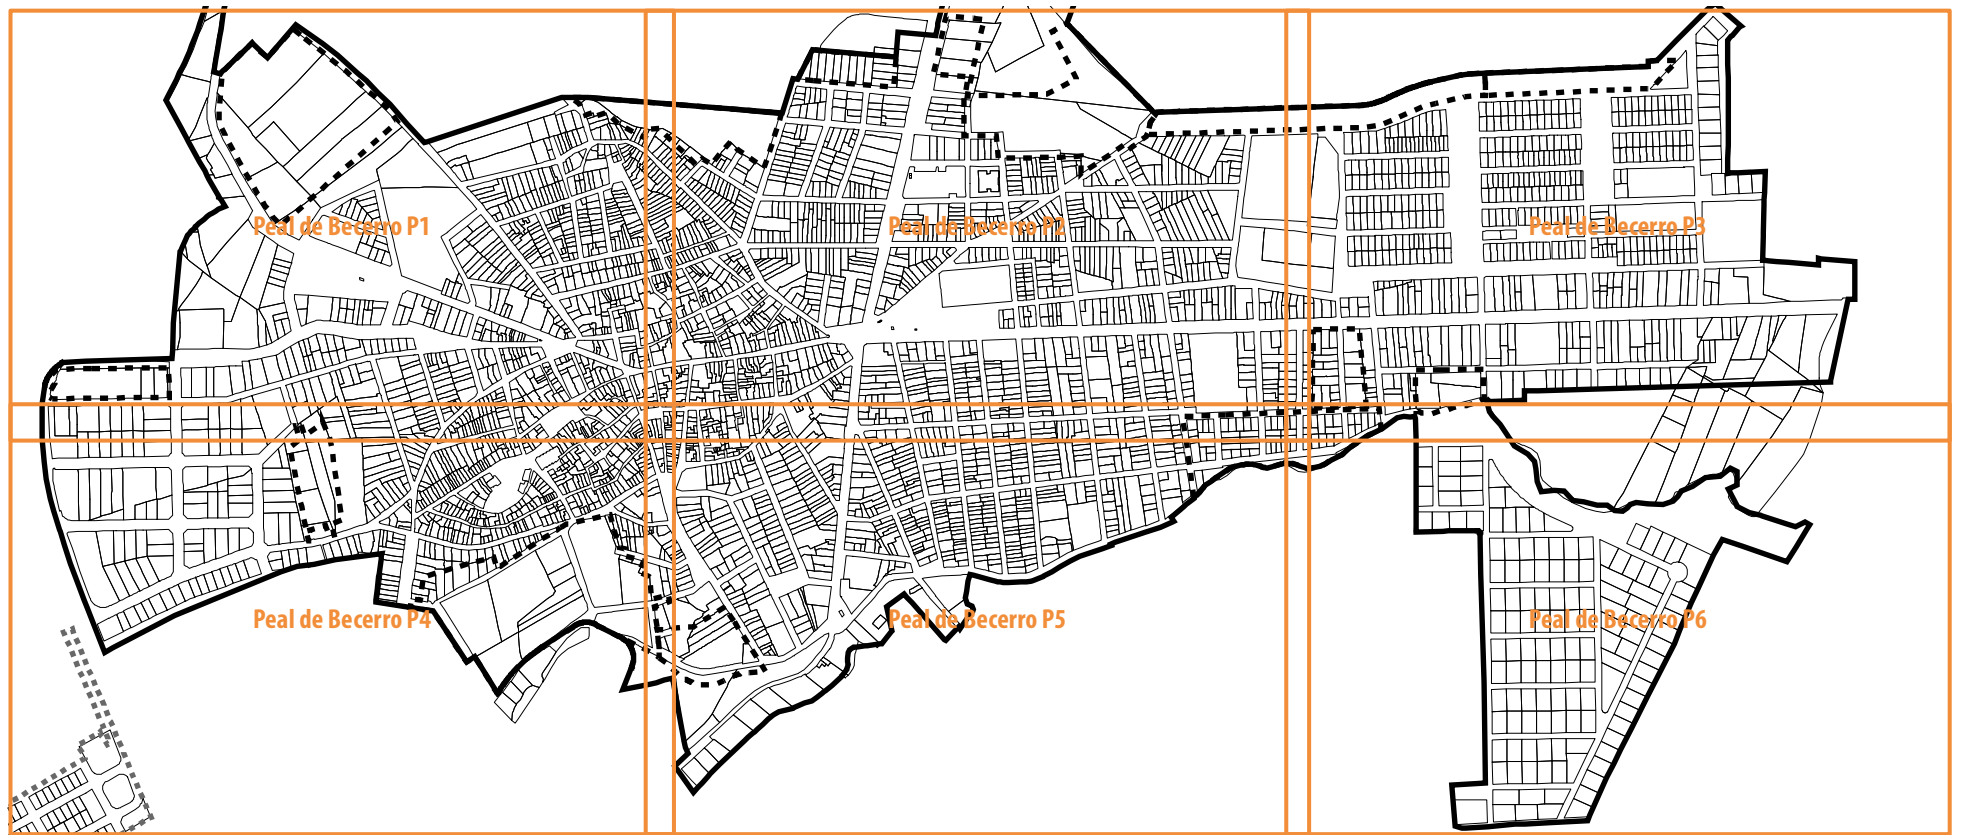 Peal de Becerro P1
Peal de Becerro P2
Peal de Becerro P3
Peal de Becerro P4
Peal de Becerro P5
Peal de Becerro P6